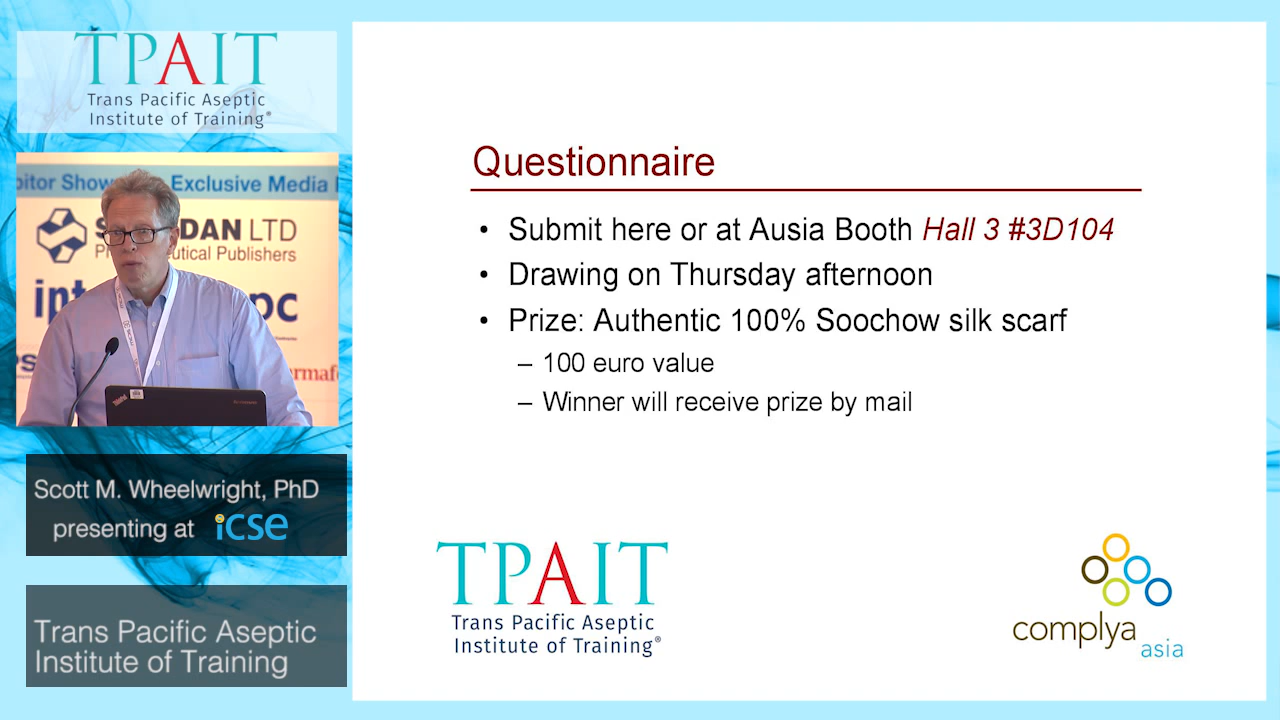 TPAIT
Trans Pacific Aseptic
Institute of Training®
Exclusive Media
LTD
Publishers
Scott M. Wheelwright, PhD
presenting at icse
Trans Pacific Aseptic
Institute of Training
Questionnaire
• Submit here or at Ausia Booth Hall 3 #3D104
• Drawing on Thursday afternoon
• Prize: Authentic 100% Soochow silk scarf
– 100 euro value
– Winner will receive prize by mail
TPAIT
Trans Pacific Aseptic
Institute of Training®
complya
asia